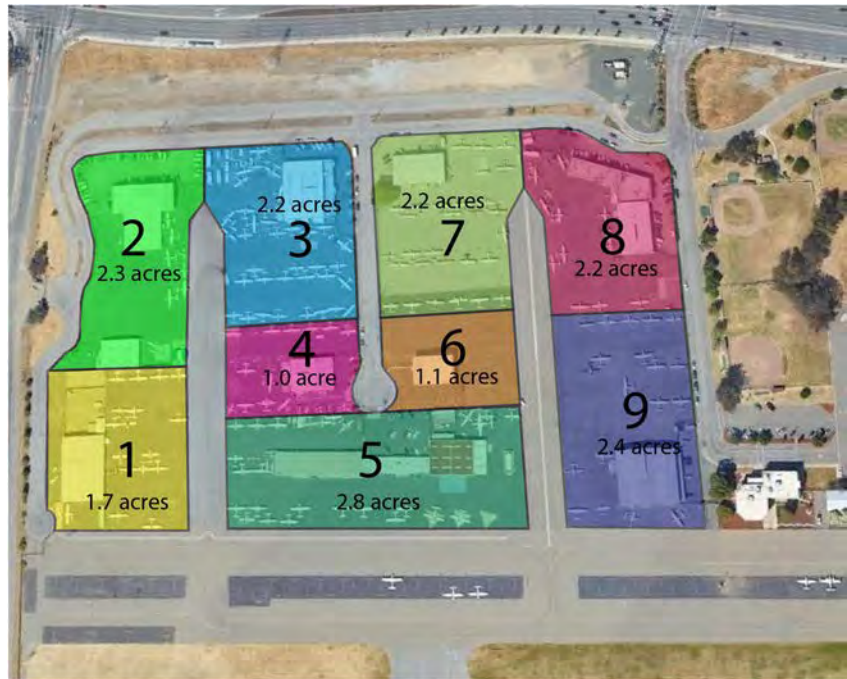 2
2.3 acres
2.2 acres
3
2.2 acres
7
8
2.2 acres
4
1.0 acre
6
1.1 acres
1
1.7 acres
5
2.8 acres
9
2.4 acres